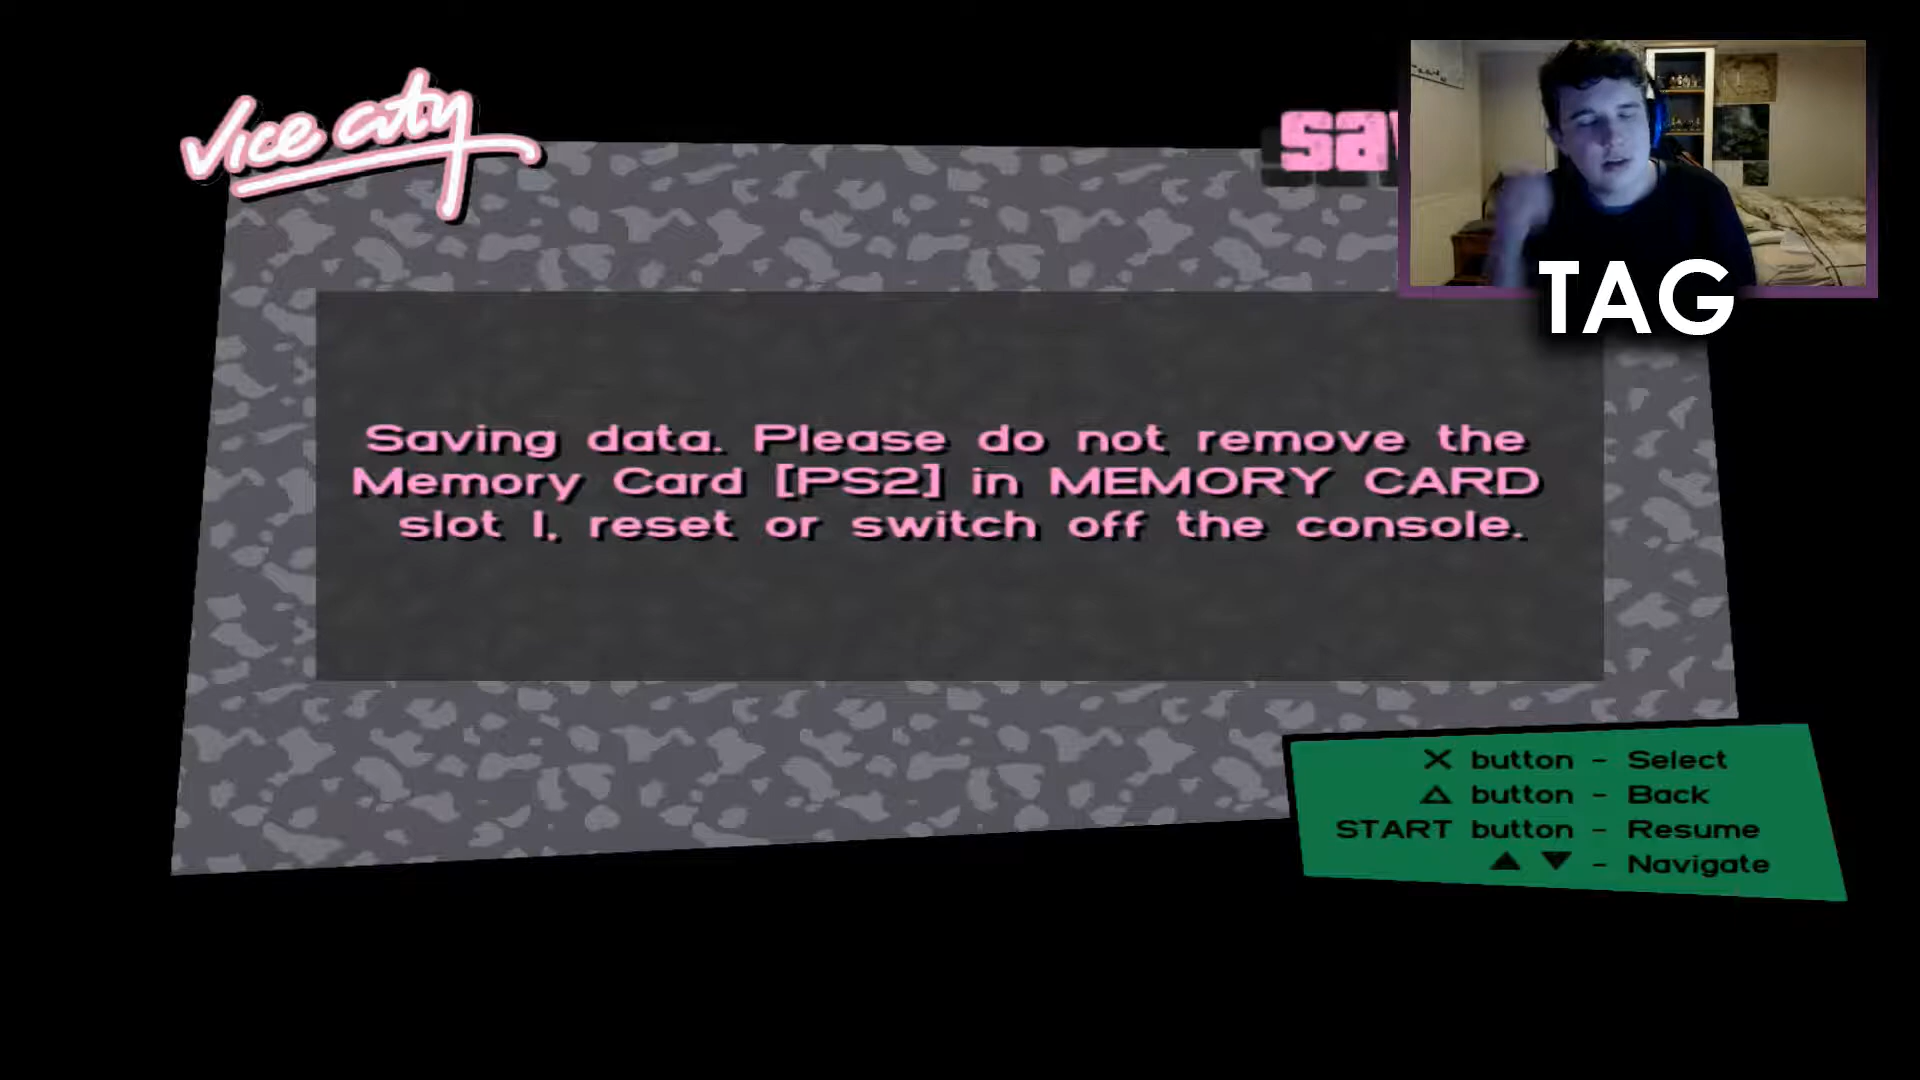 vice city
sa
TAG
Saving data. Please do not remove the
Memory Card [PS2] in MEMORY CARD
slot 1, reset or switch off the console.
X button - Select
△ button - Back
START button - Resume
▲ ▼ - Navigate